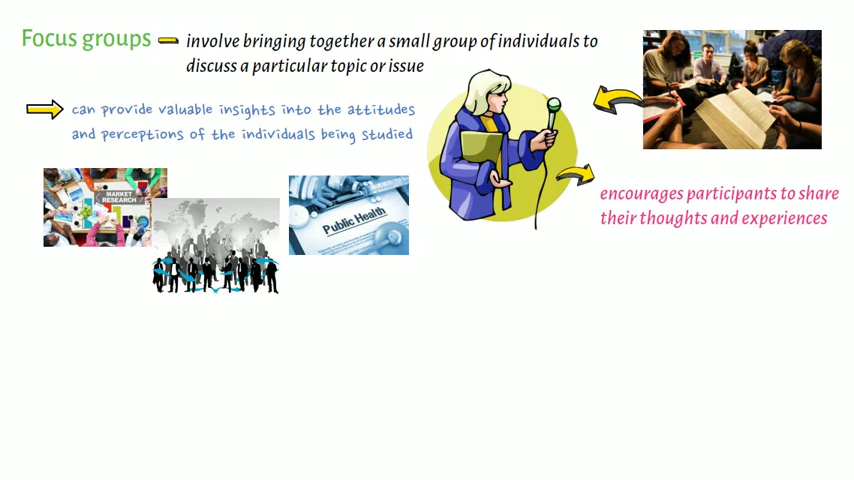 Focus groups
involve bringing together a small group of individuals to
discuss a particular topic or issue
can provide valuable insights into the attitudes
and perceptions of the individuals being studied
MARKET
RESEARCH
Public Health
encourages participants to share
their thoughts and experiences